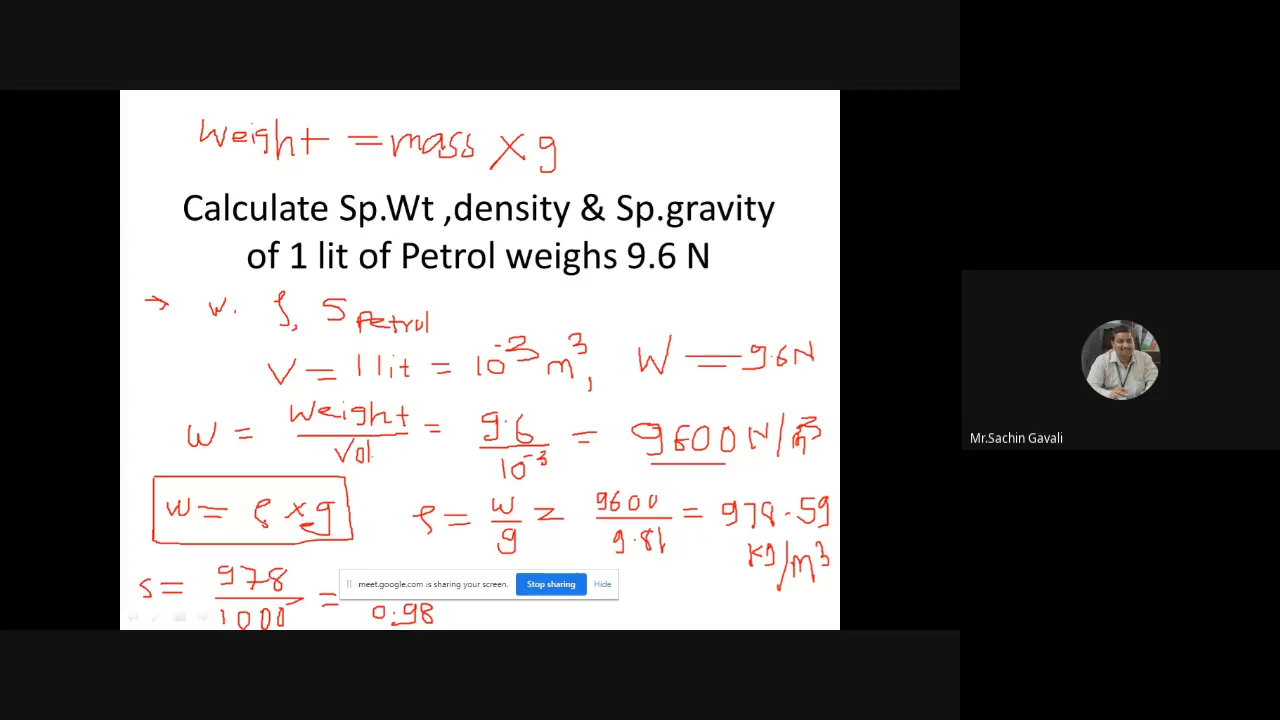 weight = mass × g
Calculate Sp.Wt ,density & Sp.gravity
of 1 lit of Petrol weighs 9.6 N
→ w. ρ, S Petrol
V = 1 lit = 10⁻³ m³, W = 9.6 N
w = weight / Vol = 9.6 / 10⁻³ = 9600 N/m³
w = ρ × g
ρ = w / g = 9600 / 9.81 = 978.59
kg/m³
S = 978 / 1000 = 0.98
meet.google.com is sharing your screen. Stop sharing Hide
Mr.Sachin Gavali